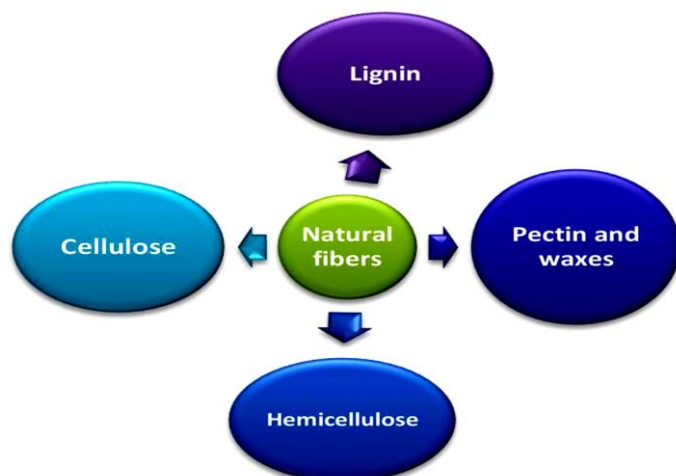 Lignin
Cellulose
Natural
fibers
Pectin and
waxes
Hemicellulose